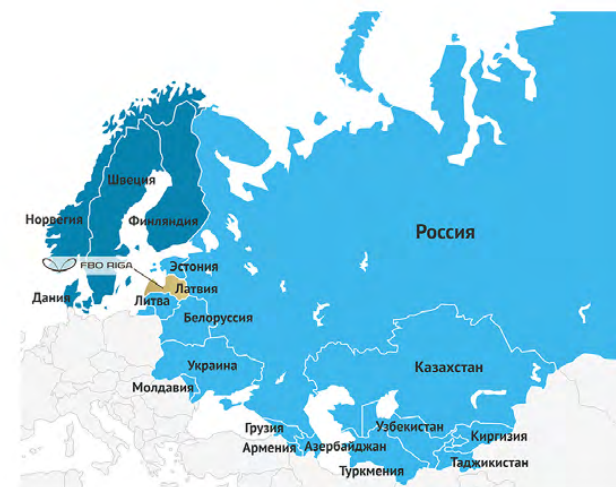 Швеция
Норвегия
Финляндия
Россия
FBO RIGA
Эстония
Дания
Латвия
Литва
Белоруссия
Украина
Казахстан
Молдавия
Грузия
Узбекистан
Киргизия
Армения
Азербайджан
Таджикистан
Туркмения